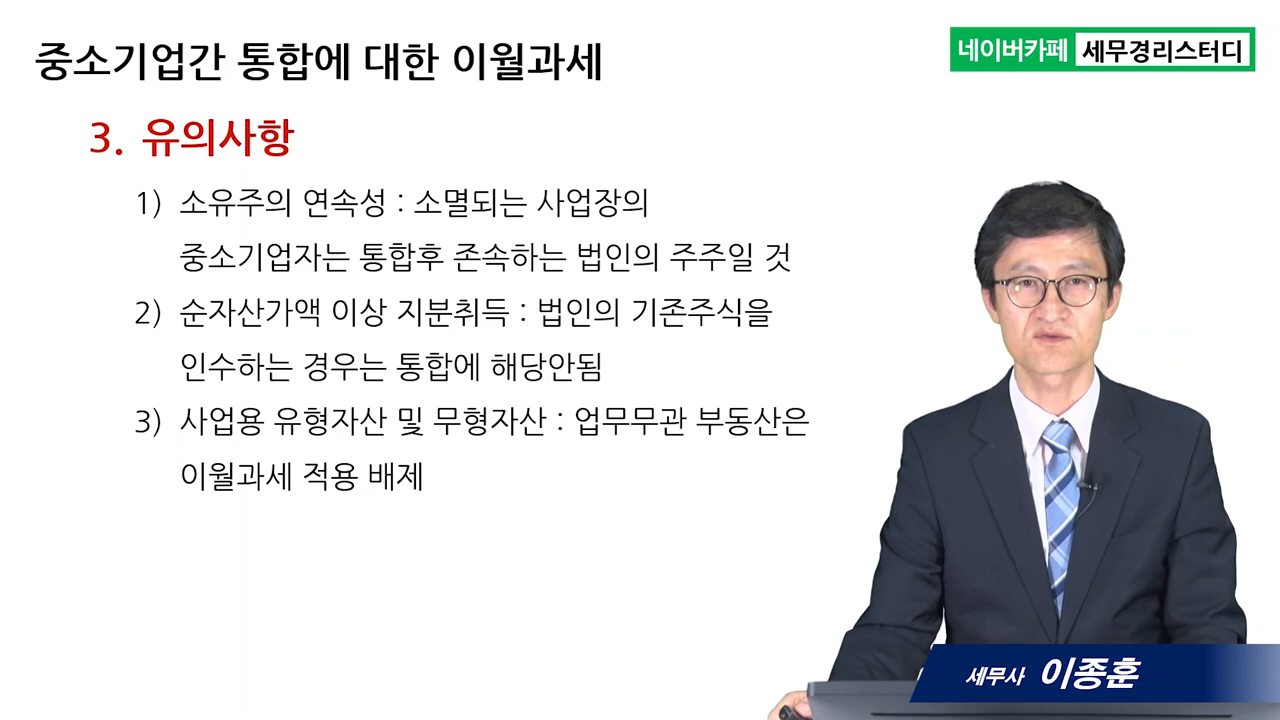 중소기업간 통합에 대한 이월과세
네이버카페 세무경리스터디
3. 유의사항
1) 소유주의 연속성 : 소멸되는 사업장의
중소기업자는 통합후 존속하는 법인의 주주일 것
2) 순자산가액 이상 지분취득 : 법인의 기존주식을
인수하는 경우는 통합에 해당안됨
3) 사업용 유형자산 및 무형자산 : 업무무관 부동산은
이월과세 적용 배제
세무사 이종훈